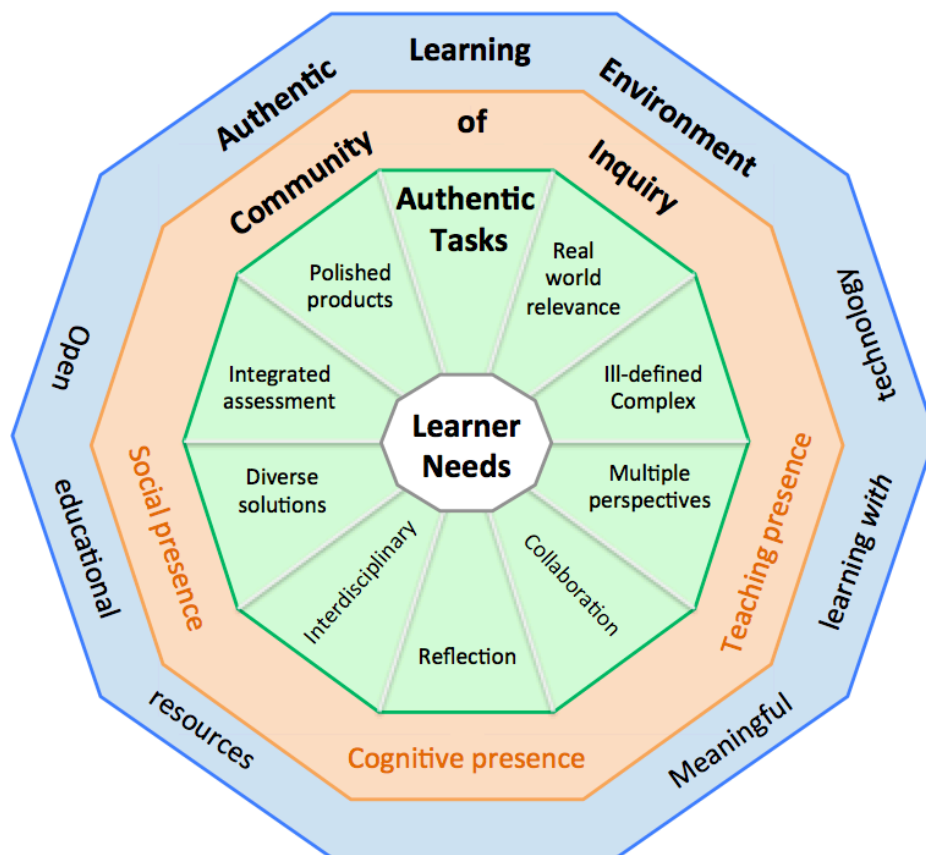 Authentic Learning Environment
Community of Inquiry
Authentic
Tasks
Real
world
relevance
Ill-defined
Complex
Multiple
perspectives
Collaboration
Reflection
Interdisciplinary
Diverse
solutions
Integrated
assessment
Polished
products
Learner
Needs
Social presence
Cognitive presence
Teaching presence
Open educational resources
Meaningful learning with technology